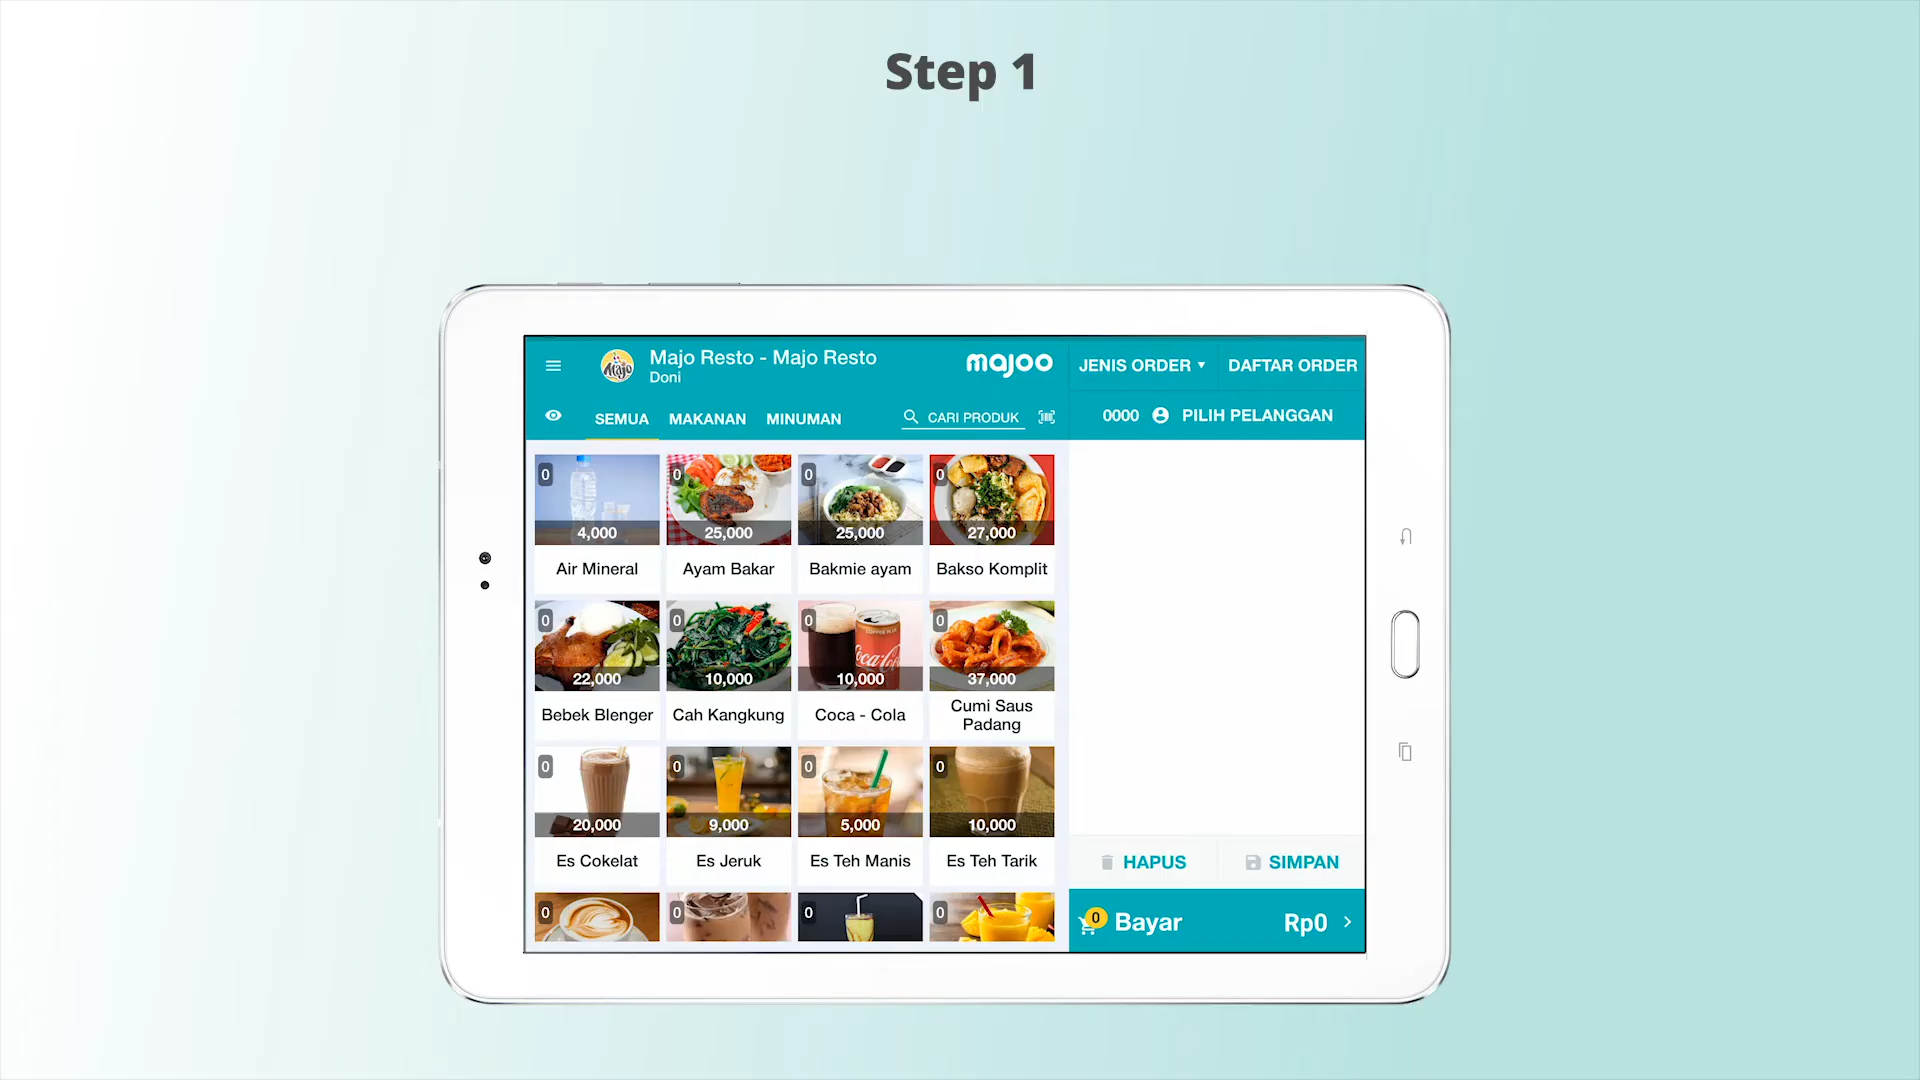 Step 1
Majo Resto - Majo Resto
Doni
majoo
JENIS ORDER
DAFTAR ORDER
SEMUA
MAKANAN
MINUMAN
CARI PRODUK
0000
PILIH PELANGGAN
Majo
0
0
0
0
4,000
25,000
25,000
27,000
Air Mineral
Ayam Bakar
Bakmie ayam
Bakso Komplit
0
0
0
0
22,000
10,000
10,000
37,000
Bebek Blenger
Cah Kangkung
Coca - Cola
Cumi Saus
Padang
0
0
0
0
20,000
9,000
5,000
10,000
Es Cokelat
Es Jeruk
Es Teh Manis
Es Teh Tarik
0
0
0
0
HAPUS
SIMPAN
0
Bayar
Rp0